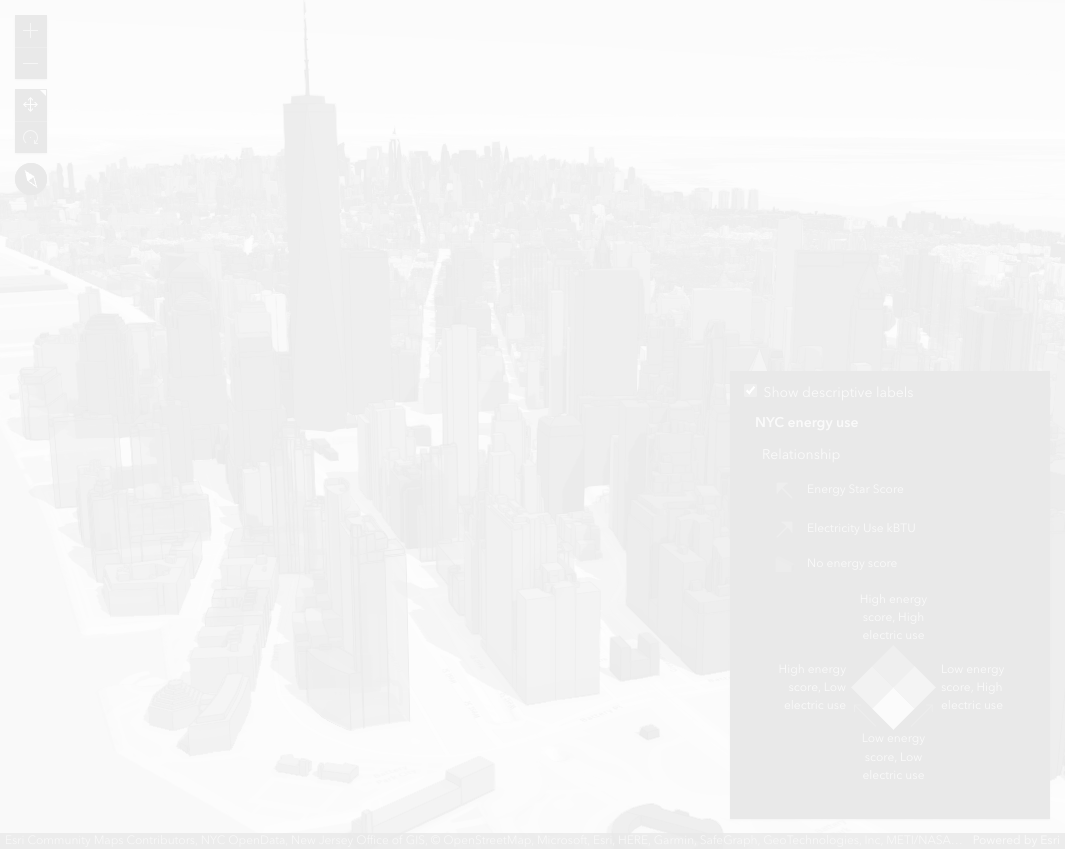 Show descriptive labels
NYC energy use
Relationship
Energy Star Score
Electricity Use kBTU
No energy score
High energy
score, High
electric use
High energy
score, Low
electric use
Low energy
score, High
electric use
Low energy
score, Low
electric use
Esri Community Maps Contributors, NYC OpenData, New Jersey Office of GIS, © OpenStreetMap, Microsoft, Esri, HERE, Garmin, SafeGraph, GeoTechnologies, Inc, METI/NASA Powered by Esri